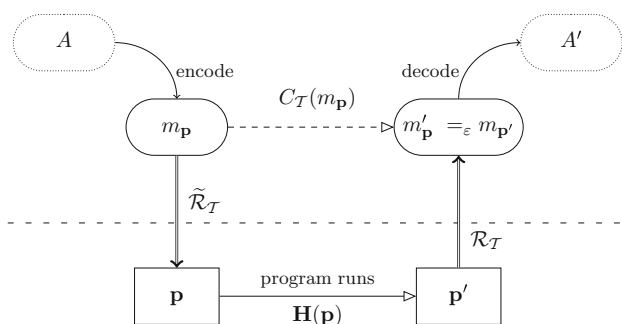 A A′
encode decode
C_𝒯(m_𝐩)
m_𝐩 m′_𝐩 =_ε m_𝐩′
ℛ̃_𝒯 ℛ_𝒯
program runs
𝐩 𝐩′
𝐇(𝐩)